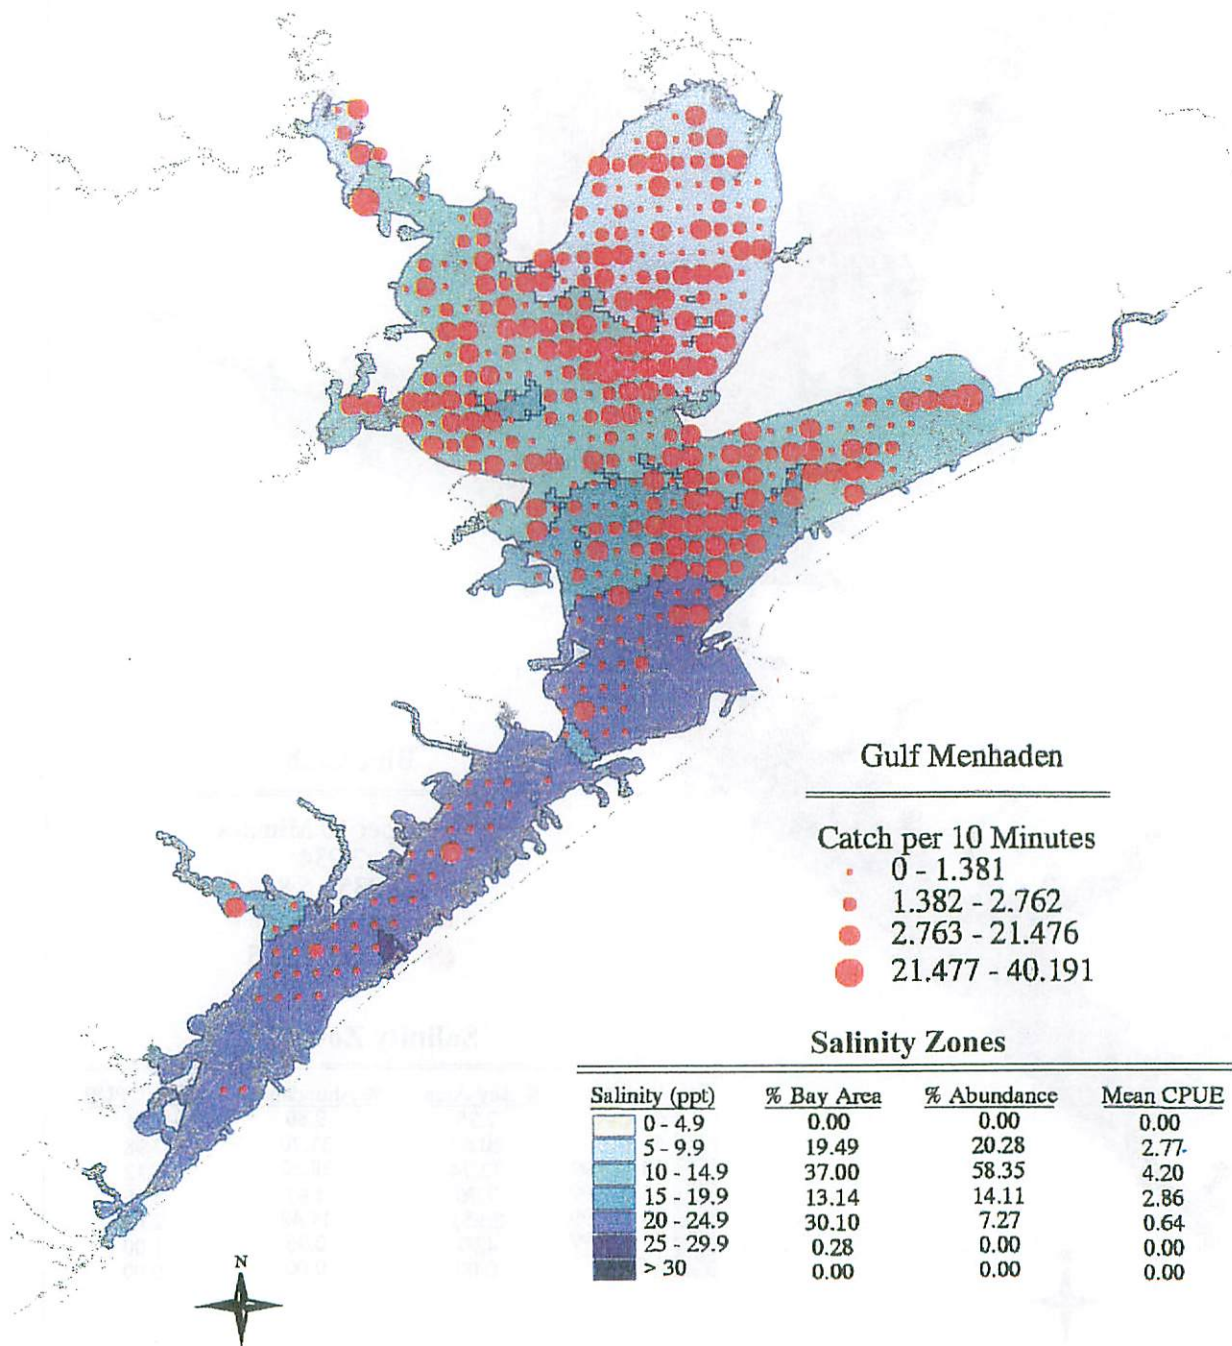 Gulf Menhaden
Catch per 10 Minutes
0 - 1.381
1.382 - 2.762
2.763 - 21.476
21.477 - 40.191
Salinity Zones
Salinity (ppt) % Bay Area % Abundance Mean CPUE
0 - 4.9 0.00 0.00 0.00
5 - 9.9 19.49 20.28 2.77
10 - 14.9 37.00 58.35 4.20
15 - 19.9 13.14 14.11 2.86
20 - 24.9 30.10 7.27 0.64
25 - 29.9 0.28 0.00 0.00
> 30 0.00 0.00 0.00
N